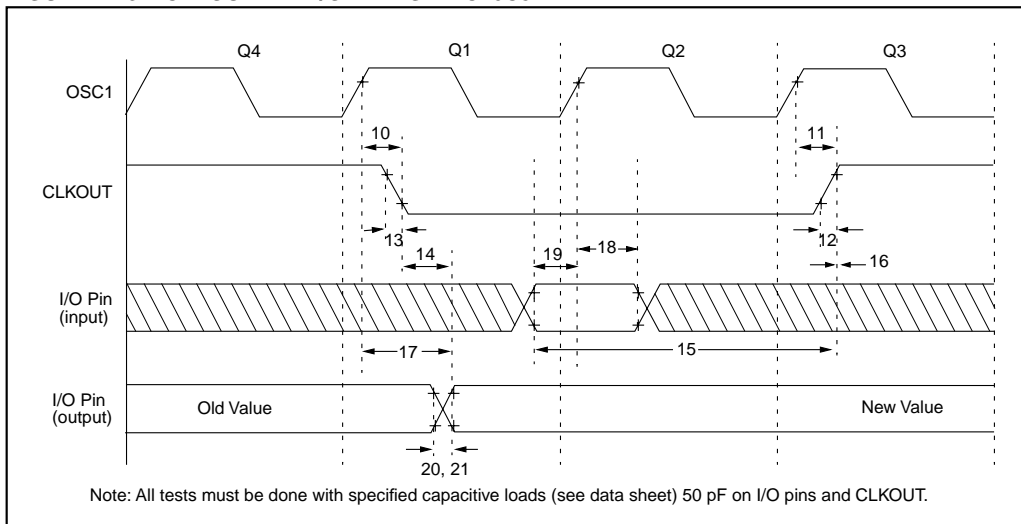 Q4 Q1 Q2 Q3
OSC1
10 11
CLKOUT
13 12
14 19 18 16
I/O Pin
(input)
17 15
I/O Pin
(output)
Old Value New Value
20, 21
Note: All tests must be done with specified capacitive loads (see data sheet) 50 pF on I/O pins and CLKOUT.